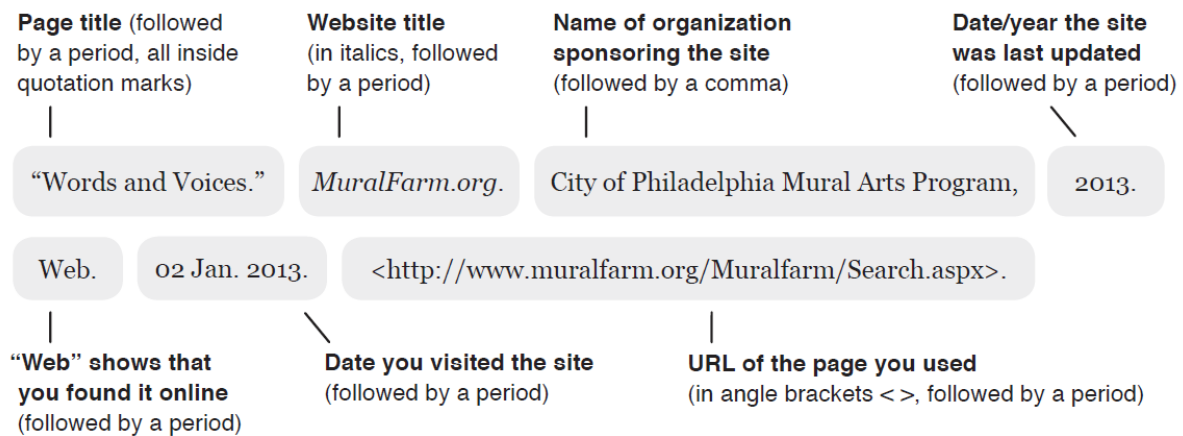 Page title (followed
by a period, all inside
quotation marks)
Website title
(in italics, followed
by a period)
Name of organization
sponsoring the site
(followed by a comma)
Date/year the site
was last updated
(followed by a period)
“Words and Voices.” MuralFarm.org. City of Philadelphia Mural Arts Program, 2013.
Web. 02 Jan. 2013. <http://www.muralfarm.org/Muralfarm/Search.aspx>.
“Web” shows that
you found it online
(followed by a period)
Date you visited the site
(followed by a period)
URL of the page you used
(in angle brackets < >, followed by a period)